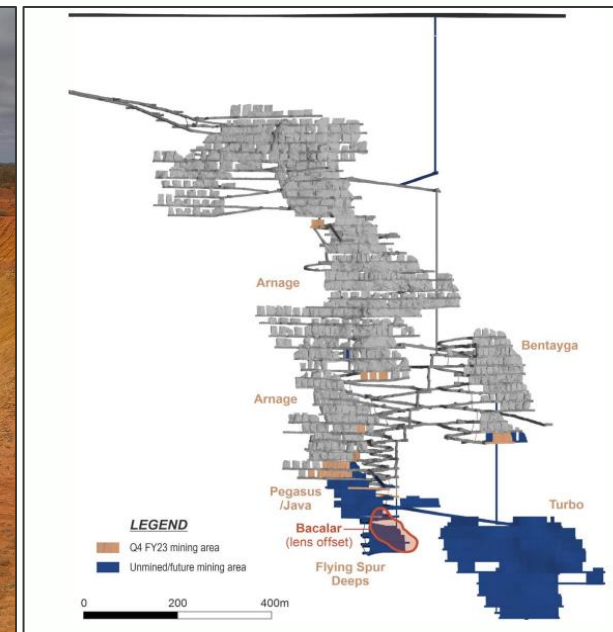 Arnage
Bentayga
Arnage
Pegasus
/Java
Turbo
Bacalar
(lens offset)
Flying Spur
Deeps
LEGEND
Q4 FY23 mining area
Unmined/future mining area
0 200 400m